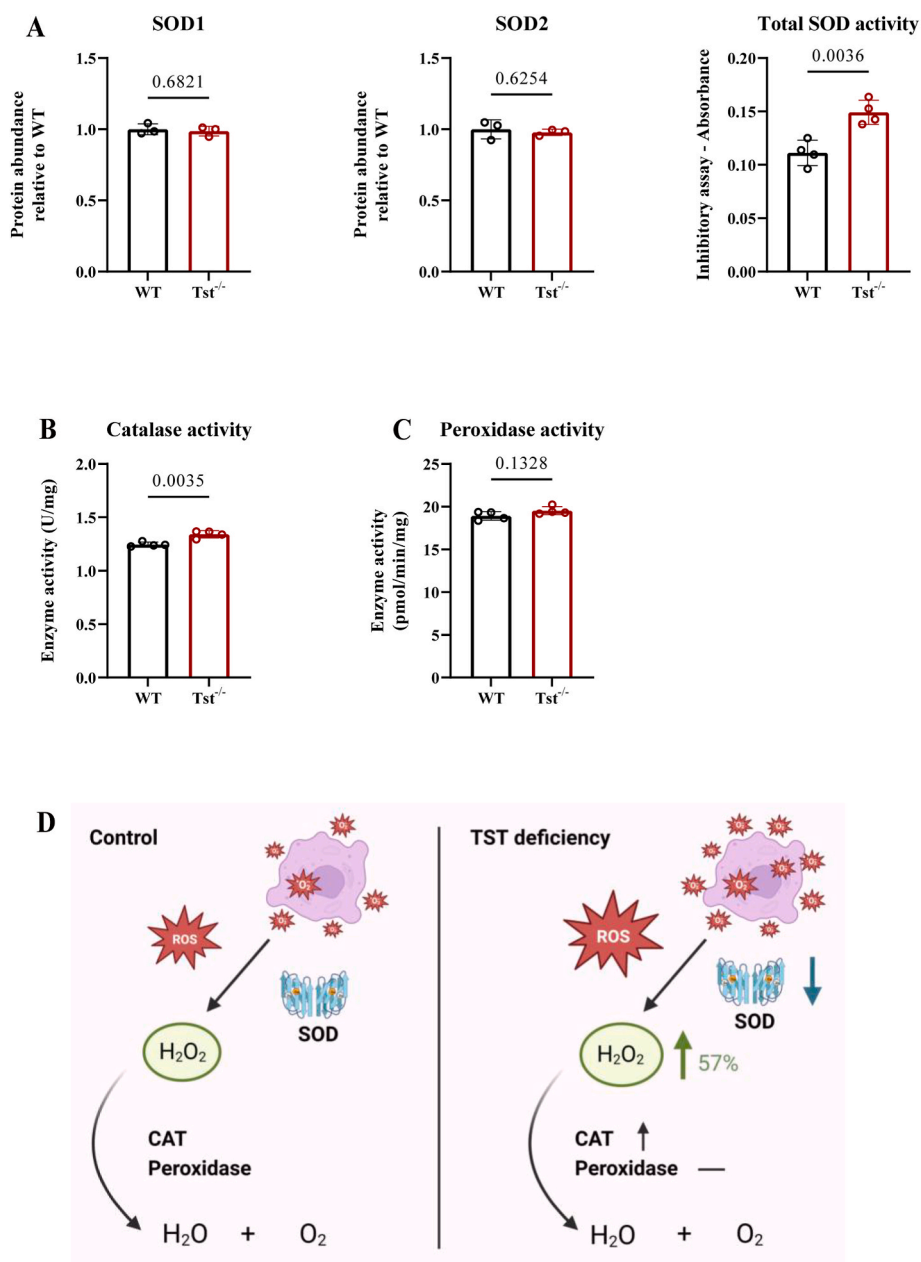 A
SOD1
SOD2
Total SOD activity
Protein abundance
relative to WT
1.5
1.0
0.5
0.0
0.6821
WT
Tst-/-
Protein abundance
relative to WT
1.5
1.0
0.5
0.0
0.6254
WT
Tst-/-
Inhibitory assay - Absorbance
0.20
0.15
0.10
0.05
0.00
0.0036
WT
Tst-/-
B
Catalase activity
Enzyme activity (U/mg)
2.0
1.5
1.0
0.5
0.0
0.0035
WT
Tst-/-
C
Peroxidase activity
Enzyme activity
(pmol/min/mg)
25
20
15
10
5
0
0.1328
WT
Tst-/-
D
Control
ROS
SOD
H₂O₂
CAT
Peroxidase
H₂O + O₂
TST deficiency
ROS
SOD
H₂O₂
57%
CAT
Peroxidase
H₂O + O₂